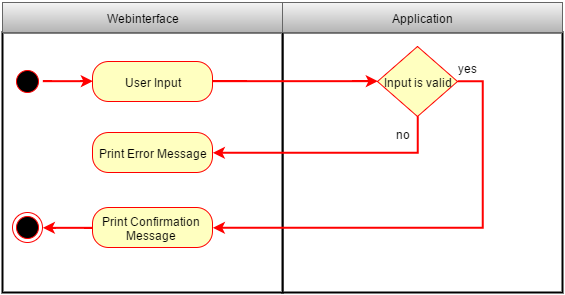 Webinterface
Application
User Input
Input is valid
yes
no
Print Error Message
Print Confirmation
Message